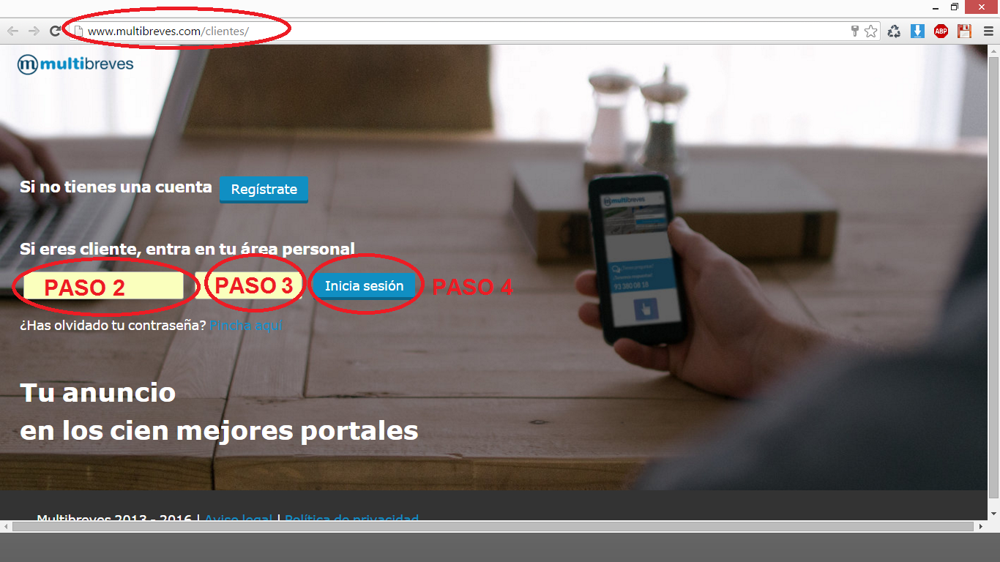 www.multibreves.com/clientes/
ABP
multibreves
Si no tienes una cuenta Regístrate
Si eres cliente, entra en tu área personal
PASO 2 PASO 3 Inicia sesión PASO 4
¿Has olvidado tu contraseña? Pincha aquí
multibreves
93 380 08 18
Tu anuncio
en los cien mejores portales
Multibreves 2013 - 2016 | Aviso legal | Política de privacidad